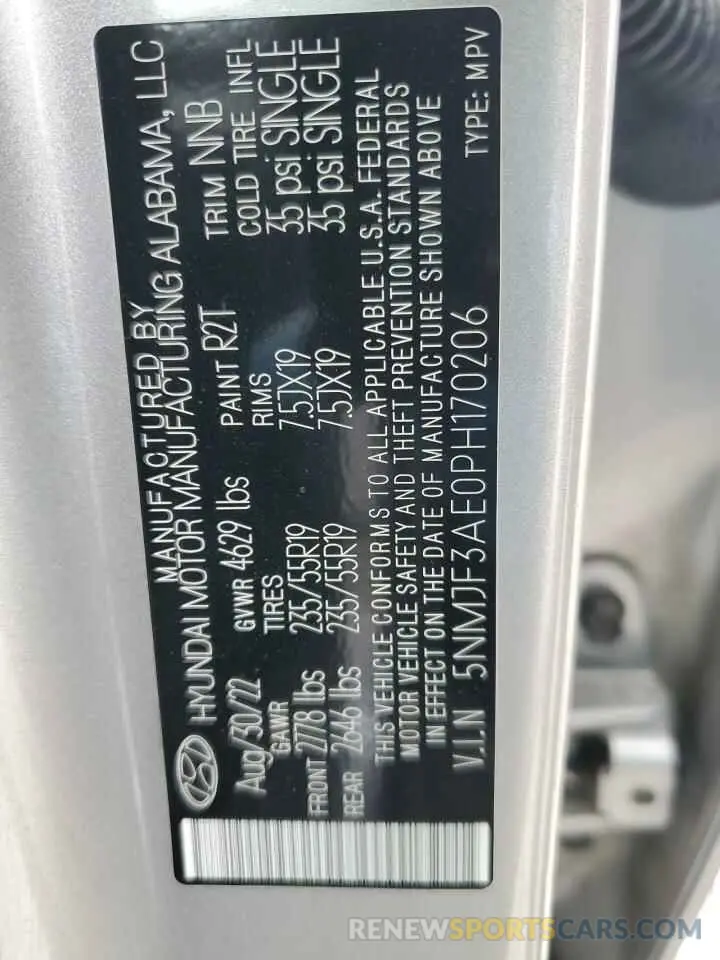 MANUFACTURED BY
HYUNDAI MOTOR MANUFACTURING ALABAMA, LLC
Aug/30/22 GVWR 4629 lbs PAINT R2T TRIM NNB
GAWR TIRES RIMS COLD TIRE INFL
FRONT 2778 lbs 235/55R19 7.5JX19 35 psi SINGLE
REAR 2646 lbs 235/55R19 7.5JX19 35 psi SINGLE
THIS VEHICLE CONFORMS TO ALL APPLICABLE U.S.A. FEDERAL
MOTOR VEHICLE SAFETY AND THEFT PREVENTION STANDARDS
IN EFFECT ON THE DATE OF MANUFACTURE SHOWN ABOVE
V.I.N 5NMJF3AE0PH170206 TYPE: MPV
RENEWSPORTSCARS.COM